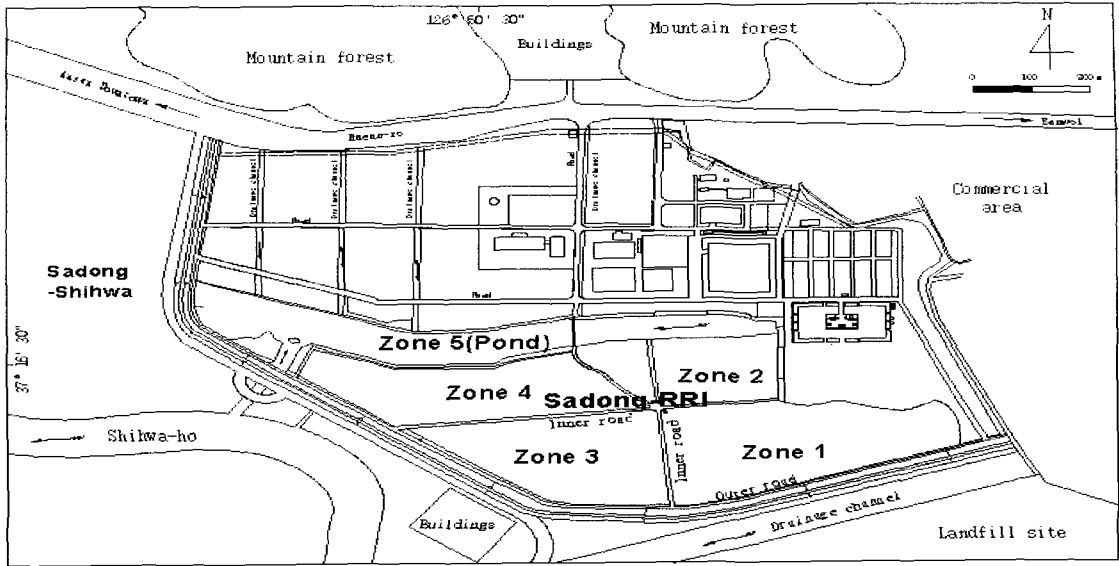 126° 50' 30"
Mountain forest
Buildings
Mountain forest
N
0 100 200 m
Road
Drainage channel
Drainage channel
Drainage channel
Drainage channel
Road
Commercial
area
Sadong
-Shihwa
Road
37° 16' 30"
Zone 5(Pond)
Zone 4
Zone 2
Sadong-RRI
Inner road
Shihwa-ho
Zone 3
Inner road
Zone 1
Outer road
Buildings
Drainage channel
Landfill site